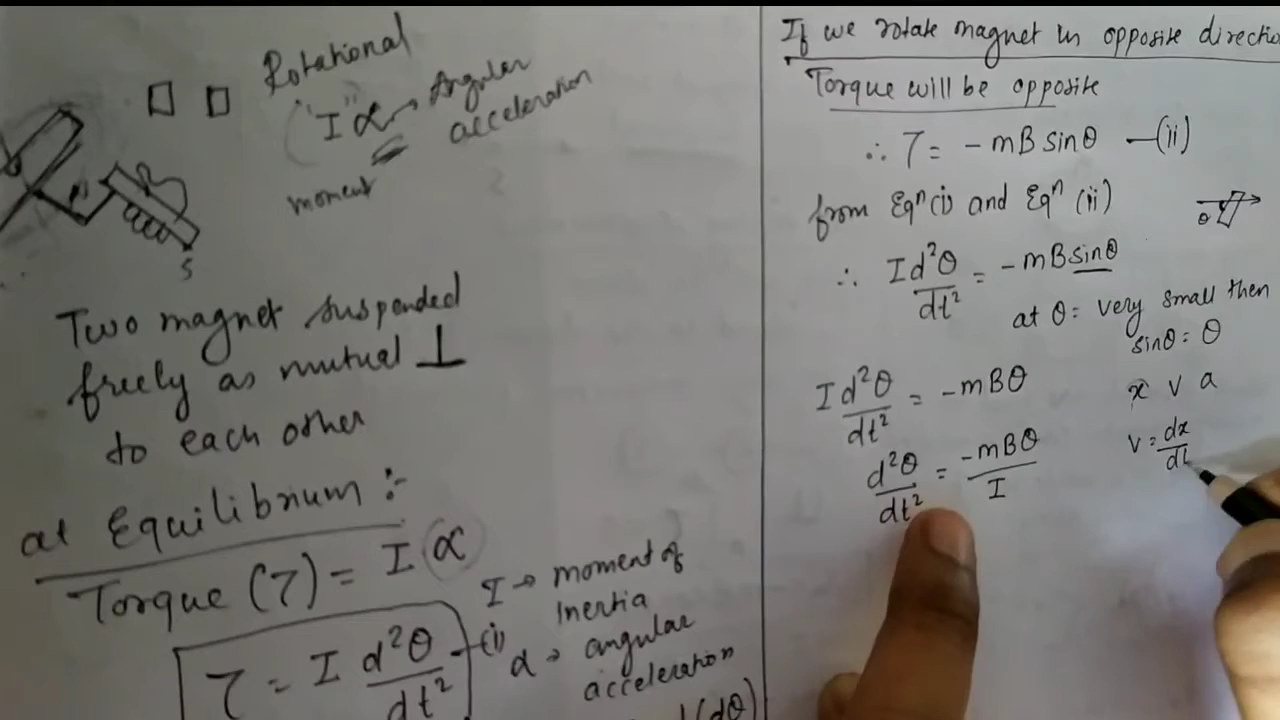 Rotational
"I" α → Angular
acceleration
moment
S
Two magnet suspended
freely as mutual ⊥
to each other
at Equilibrium :-
Torque (τ) = I α
I → moment of
Inertia
τ = I d²θ/dt² —(i)
α → angular
acceleration
If we rotate magnet in opposite directio
Torque will be opposite
∴ τ = - mB sinθ —(ii)
from Eqⁿ (i) and Eqⁿ (ii)
θ
∴ I d²θ/dt² = - mB sinθ
at θ = very small then
sinθ = θ
I d²θ/dt² = - mBθ
x v a
v = dx/dt
d²θ/dt² = -mBθ/I